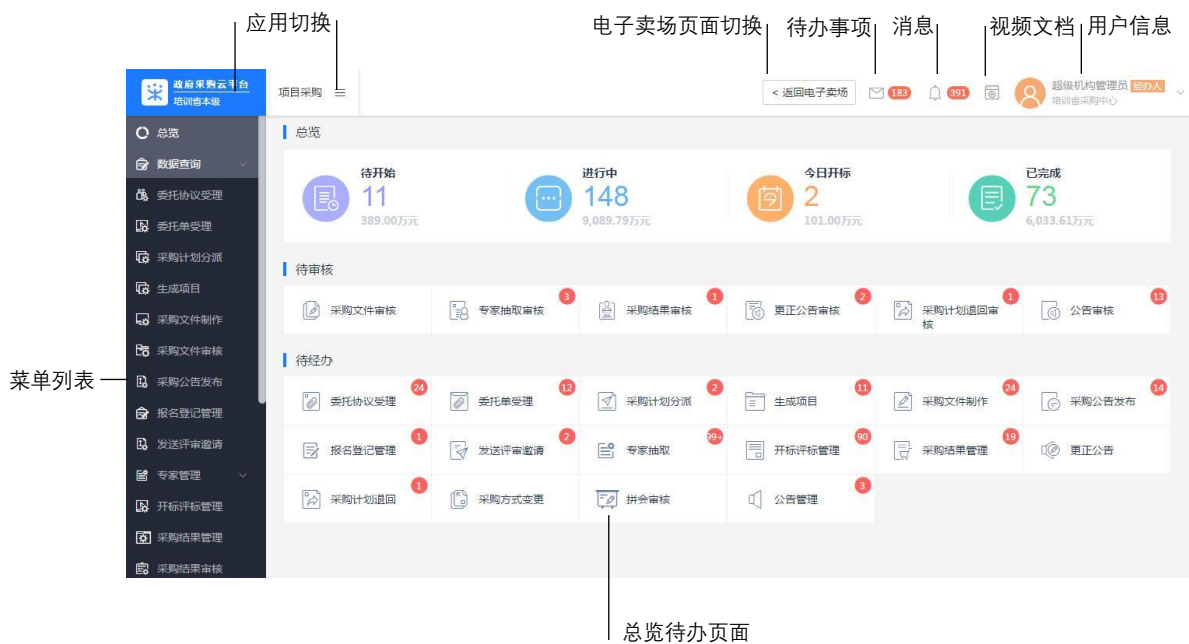 应用切换
电子卖场页面切换
待办事项
消息
视频文档
用户信息
政府采购云平台
培训省本级
项目采购
< 返回电子卖场
183
391
超级机构管理员 经办人
培训省采购中心
菜单列表
总览
数据查询
委托协议受理
委托单受理
采购计划分派
生成项目
采购文件制作
采购文件审核
采购公告发布
报名登记管理
发送评审邀请
专家管理
开标评标管理
采购结果管理
采购结果审核
总览
待开始
11
389.00万元
进行中
148
9,089.79万元
今日开标
2
101.00万元
已完成
73
6,033.61万元
待审核
采购文件审核
专家抽取审核
3
采购结果审核
1
更正公告审核
2
采购计划退回审
核
1
公告审核
13
待经办
委托协议受理
24
委托单受理
12
采购计划分派
2
生成项目
11
采购文件制作
24
采购公告发布
14
报名登记管理
1
发送评审邀请
2
专家抽取
99+
开标评标管理
90
采购结果管理
19
更正公告
采购计划退回
1
采购方式变更
拼会审核
公告管理
3
总览待办页面